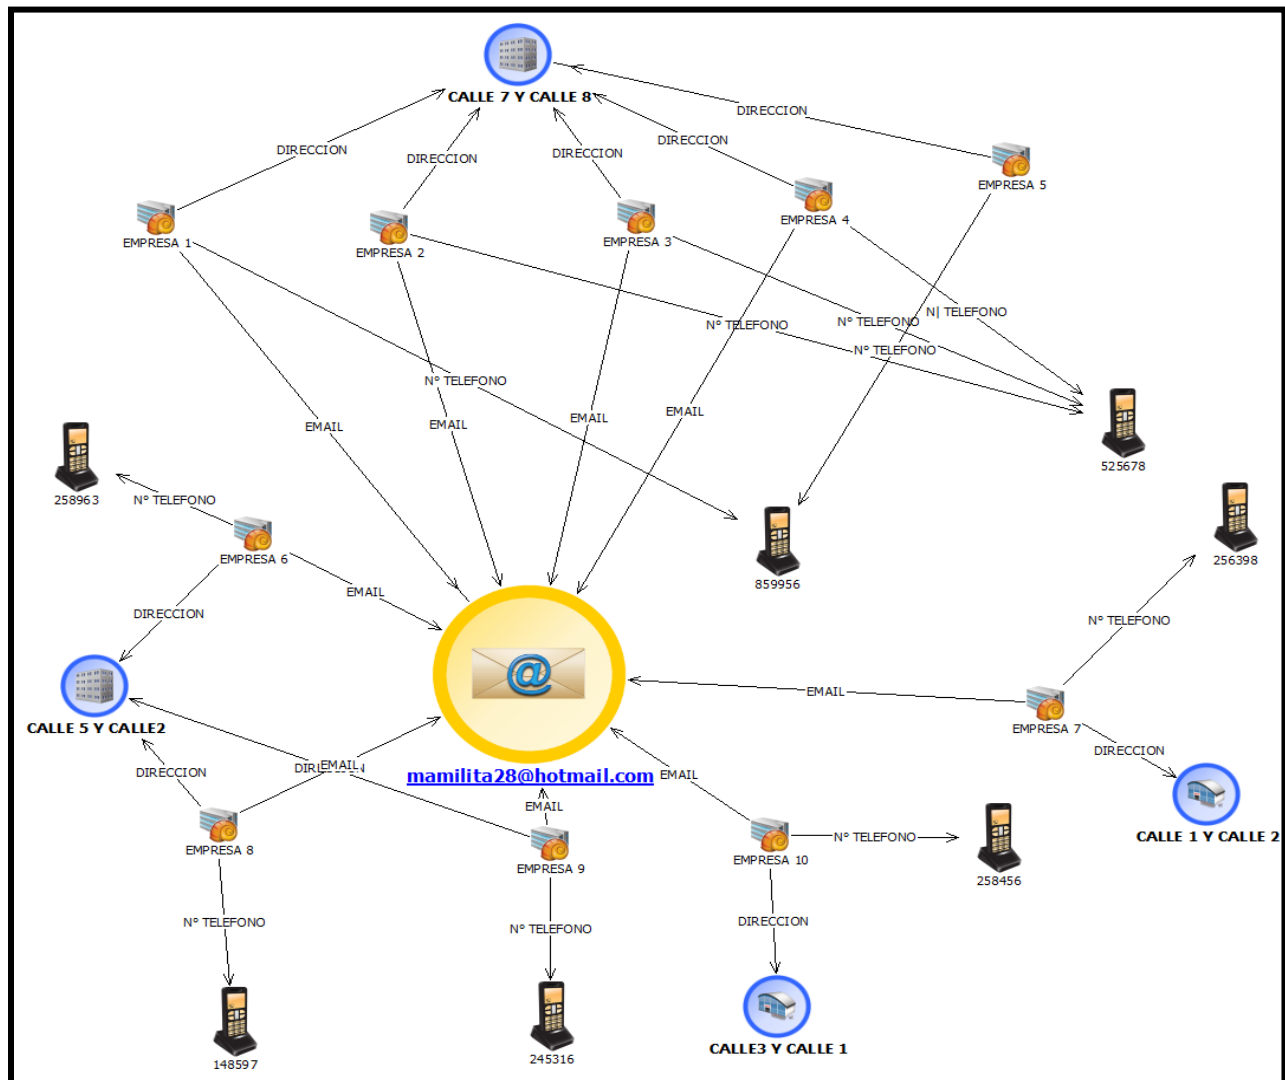 CALLE 7 Y CALLE 8
DIRECCION
DIRECCION
DIRECCION
DIRECCION
DIRECCION
EMPRESA 5
EMPRESA 4
EMPRESA 1
EMPRESA 2
EMPRESA 3
N| TELEFONO
N° TELEFONO
N° TELEFONO
N° TELEFONO
N° TELEFONO
EMAIL
EMAIL
EMAIL
EMAIL
525678
258963
N° TELEFONO
EMPRESA 6
256398
859956
EMAIL
DIRECCION
N° TELEFONO
EMAIL
CALLE 5 Y CALLE2
EMPRESA 7
DIRECCION
mamilita28@hotmail.com
DIRECCION
EMAIL
EMAIL
EMAIL
CALLE 1 Y CALLE 2
EMPRESA 8
EMPRESA 9
EMPRESA 10
N° TELEFONO
258456
N° TELEFONO
N° TELEFONO
DIRECCION
CALLE3 Y CALLE 1
148597
245316